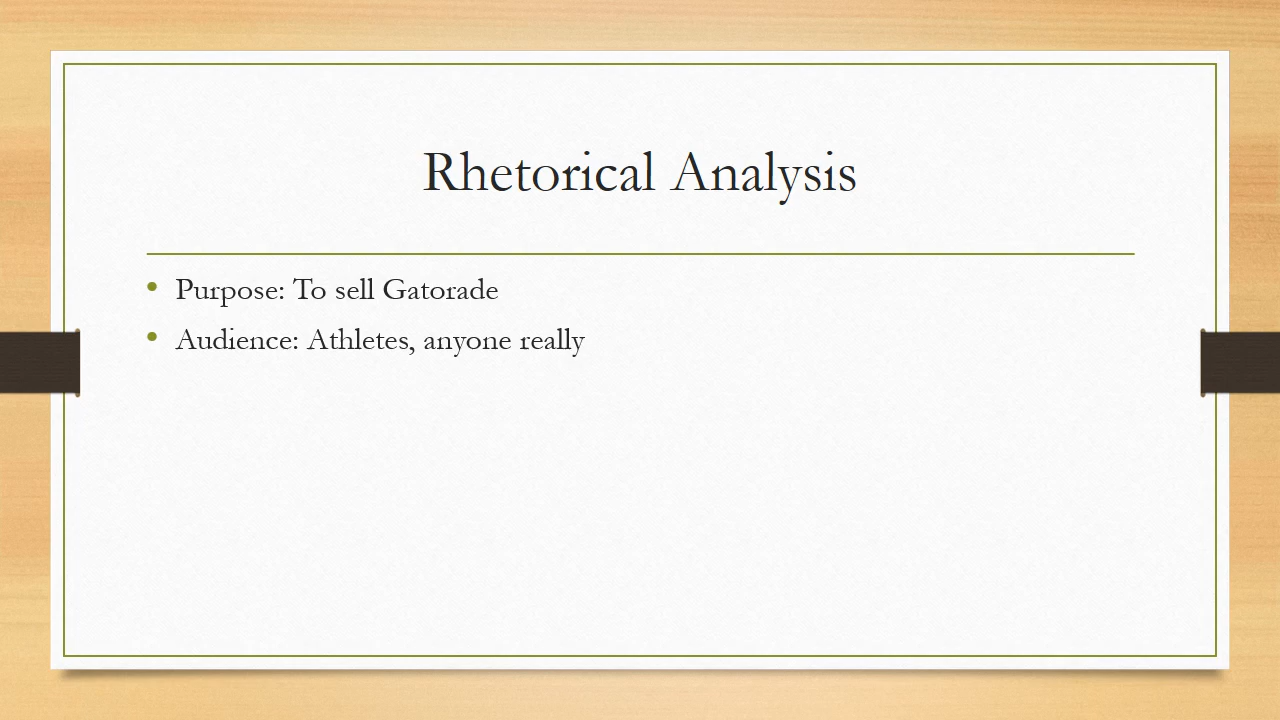 Rhetorical Analysis
• Purpose: To sell Gatorade
• Audience: Athletes, anyone really